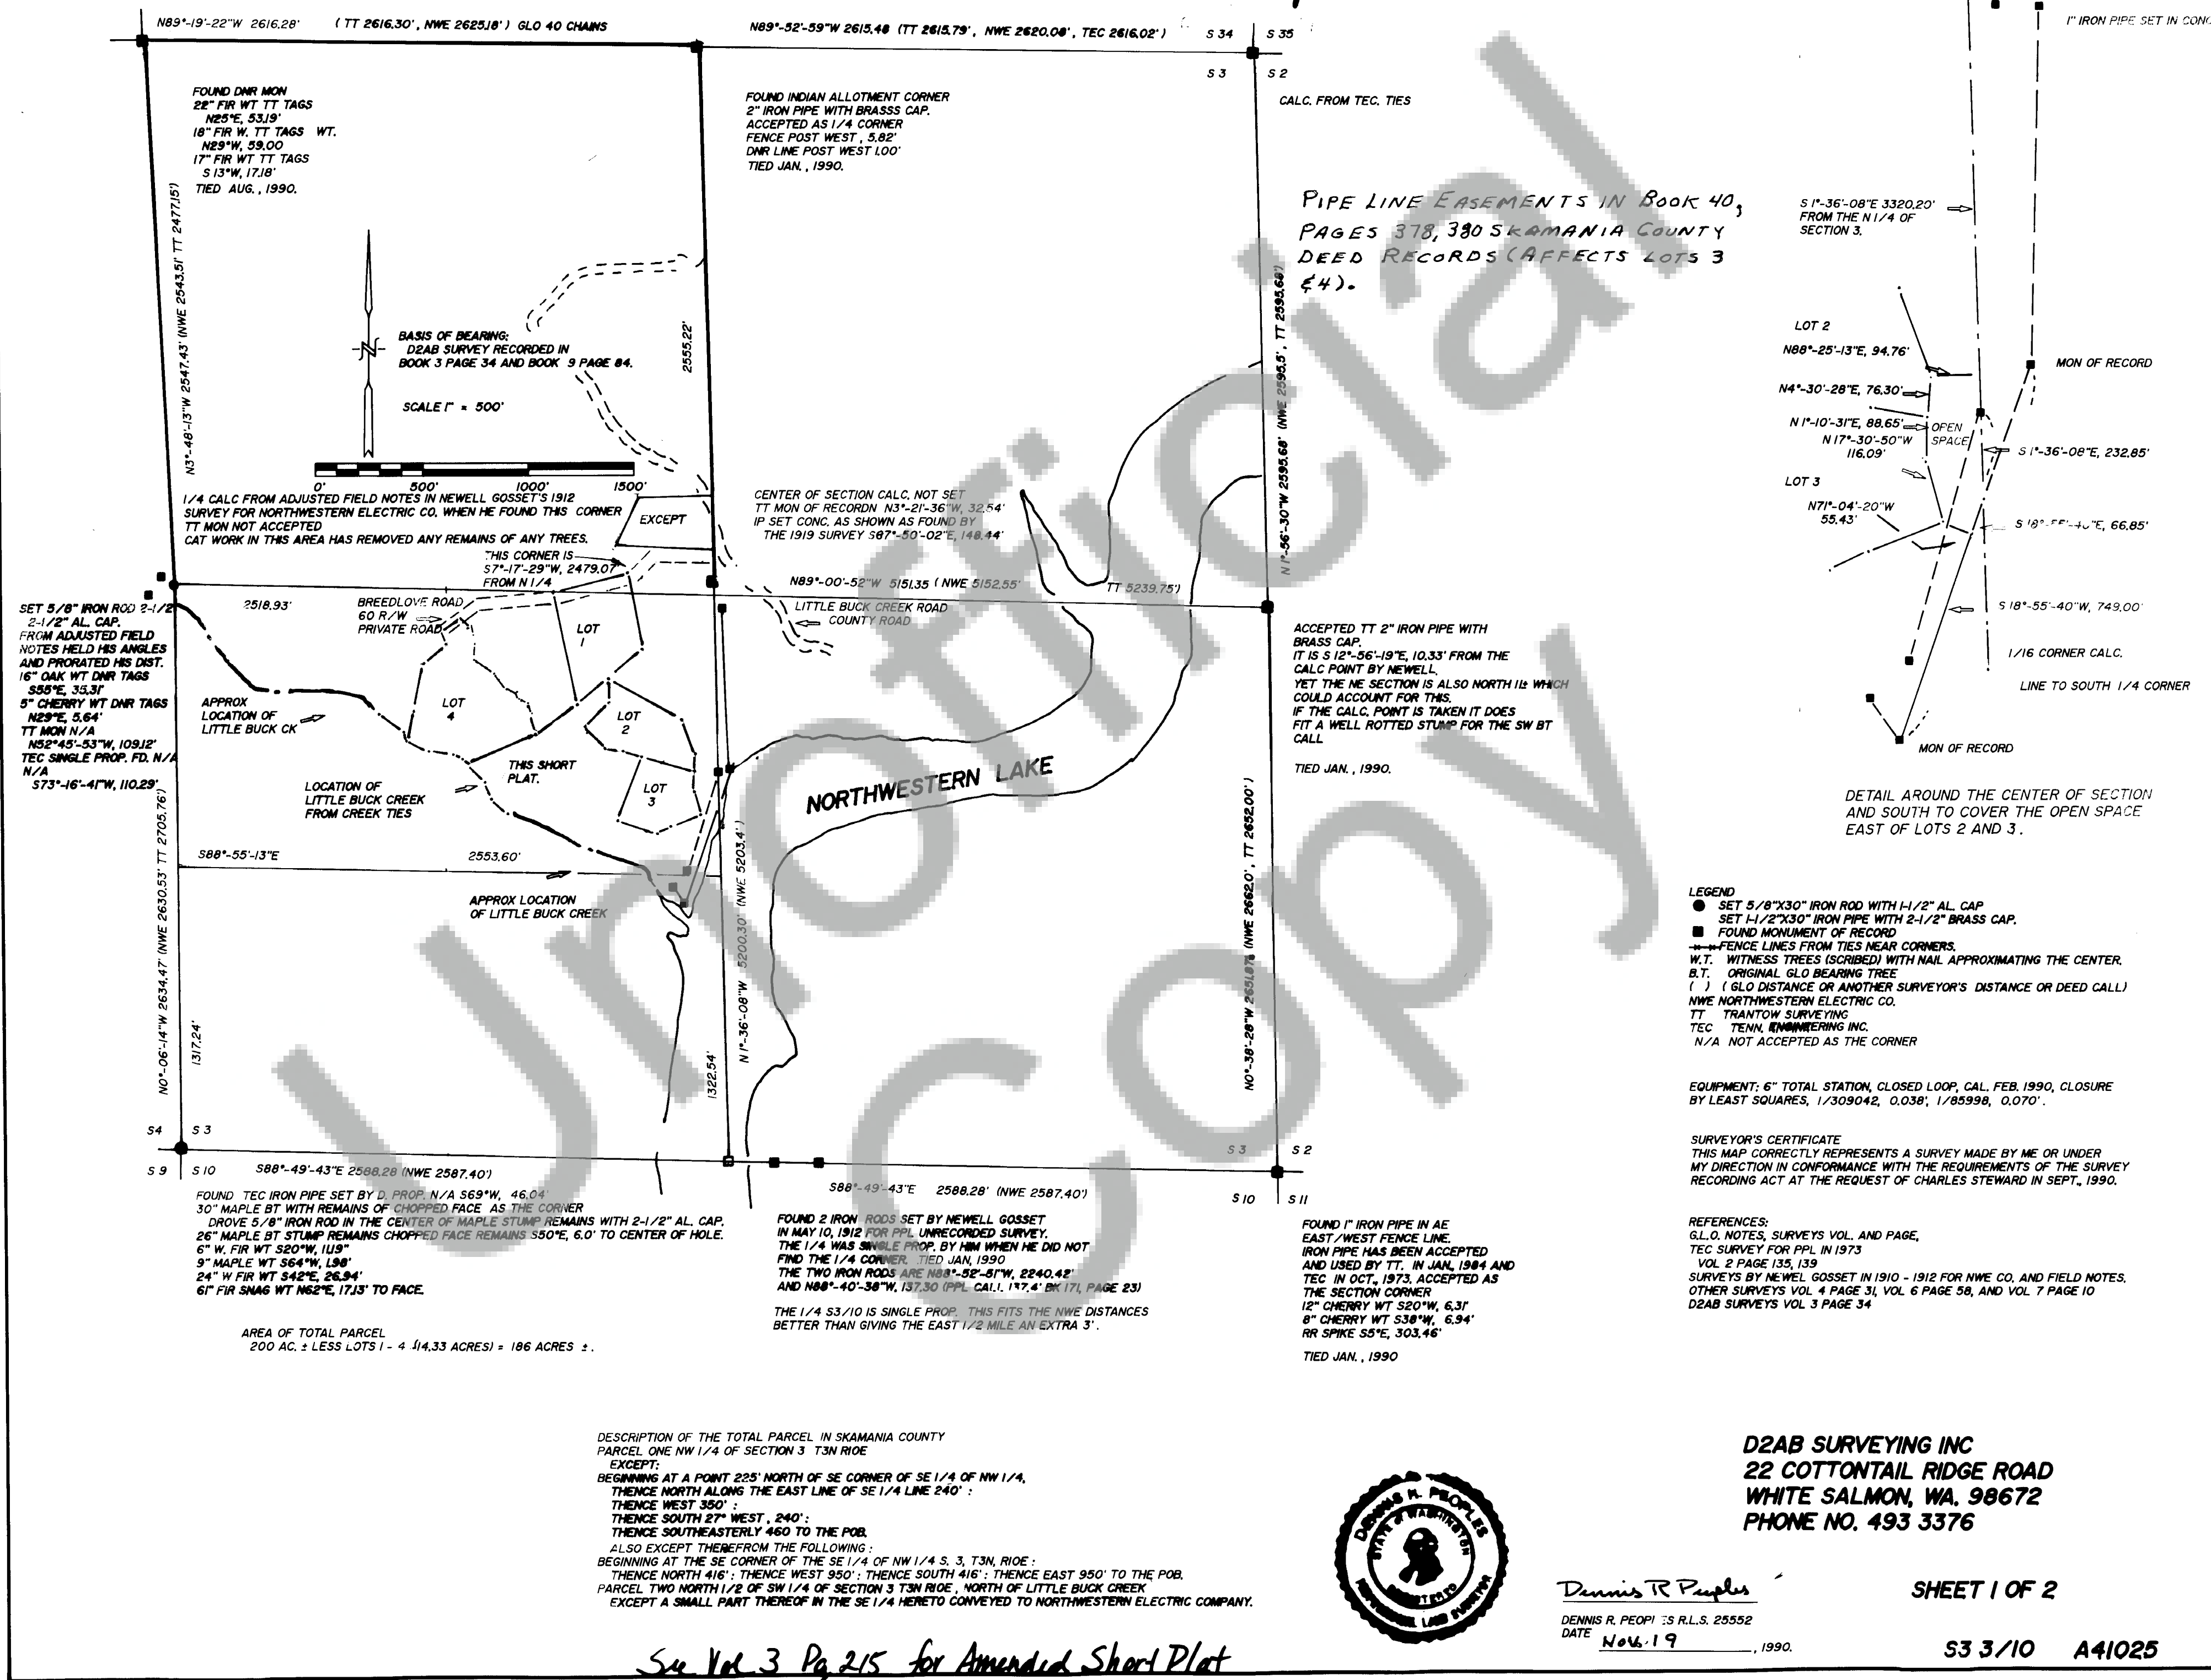 N89°-19'-22"W 2616.28' ( TT 2616.30', NWE 2625.18' ) GLO 40 CHAINS
N89°-52'-59"W 2615.48 (TT 2615.79', NWE 2620.08', TEC 2616.02')
S 34 S 35
S 3 S 2
1" IRON PIPE SET IN CONC
CALC. FROM TEC. TIES
FOUND DNR MON
22" FIR WT TT TAGS
N25°E, 53.19'
18" FIR W. TT TAGS WT.
N29°W, 59.00
17" FIR WT TT TAGS
S 13°W, 17.18'
TIED AUG., 1990.
FOUND INDIAN ALLOTMENT CORNER
2" IRON PIPE WITH BRASSS CAP.
ACCEPTED AS 1/4 CORNER
FENCE POST WEST , 5.82'
DNR LINE POST WEST 1.00'
TIED JAN., 1990.
PIPE LINE EASEMENTS IN BOOK 40,
PAGES 378, 380 SKAMANIA COUNTY
DEED RECORDS (AFFECTS LOTS 3
& 4).
N3°-48'-13"W 2547.43' (NWE 2543.51' TT 2477.15')
2555.22'
N 1°-56'-30"W 2595.68' (NWE 2595.5', TT 2595.68')
BASIS OF BEARING:
D2AB SURVEY RECORDED IN
BOOK 3 PAGE 34 AND BOOK 9 PAGE 84.
SCALE 1" = 500'
0' 500' 1000' 1500'
1/4 CALC FROM ADJUSTED FIELD NOTES IN NEWELL GOSSET'S 1912
SURVEY FOR NORTHWESTERN ELECTRIC CO. WHEN HE FOUND THIS CORNER
TT MON NOT ACCEPTED
CAT WORK IN THIS AREA HAS REMOVED ANY REMAINS OF ANY TREES.
EXCEPT
THIS CORNER IS
S7°-17'-29"W, 2479.07'
FROM N 1/4
CENTER OF SECTION CALC, NOT SET
TT MON OF RECORDN N3°-21'-36"W, 32.54'
IP SET CONC. AS SHOWN AS FOUND BY
THE 1919 SURVEY S87°-50'-02"E, 148.44'
N89°-00'-52"W 5151.35 ( NWE 5152.55' TT 5239.75')
2518.93'
BREEDLOVE ROAD
60 R/W
PRIVATE ROAD
LITTLE BUCK CREEK ROAD
COUNTY ROAD
LOT
1
LOT
4
LOT
2
LOT
3
THIS SHORT
PLAT.
APPROX
LOCATION OF
LITTLE BUCK CK
LOCATION OF
LITTLE BUCK CREEK
FROM CREEK TIES
APPROX LOCATION
OF LITTLE BUCK CREEK
NORTHWESTERN LAKE
SET 5/8" IRON ROD 2-1/2"
2-1/2" AL. CAP.
FROM ADJUSTED FIELD
NOTES HELD HIS ANGLES
AND PRORATED HIS DIST.
16" OAK WT DNR TAGS
S55°E, 35.31'
5" CHERRY WT DNR TAGS
N29°E, 5.64'
TT MON N/A
N52°45'-53"W, 109.12'
TEC SINGLE PROP. FD. N/A
N/A
S73°-16'-41"W, 110.29'
S88°-55'-13"E 2553.60'
N0°-06'-14"W 2634.47' (NWE 2630.53' TT 2705.76')
1317.24'
1322.54'
N 1°-36'-08"W 5200.30' (NWE 5203.4')
N0°-38'-28"W (NWE 2662.0', TT 2652.00')
ACCEPTED TT 2" IRON PIPE WITH
BRASS CAP.
IT IS S 12°-56'-19"E, 10.33' FROM THE
CALC POINT BY NEWELL.
YET THE NE SECTION IS ALSO NORTH 11± WHICH
COULD ACCOUNT FOR THIS.
IF THE CALC. POINT IS TAKEN IT DOES
FIT A WELL ROTTED STUMP FOR THE SW BT
CALL
TIED JAN., 1990.
S 1°-36'-08"E 3320.20'
FROM THE N 1/4 OF
SECTION 3.
LOT 2
N88°-25'-13"E, 94.76'
N4°-30'-28"E, 76.30'
N 1°-10'-31"E, 88.65'
N 17°-30'-50"W
116.09'
OPEN
SPACE
LOT 3
N71°-04'-20"W
55.43'
MON OF RECORD
S 1°-36'-08"E, 232.85'
66.85'
S 18°-55'-40"W, 749.00'
1/16 CORNER CALC.
LINE TO SOUTH 1/4 CORNER
MON OF RECORD
DETAIL AROUND THE CENTER OF SECTION
AND SOUTH TO COVER THE OPEN SPACE
EAST OF LOTS 2 AND 3.
LEGEND
SET 5/8"X30" IRON ROD WITH 1-1/2" AL. CAP
SET 1-1/2"X30" IRON PIPE WITH 2-1/2" BRASS CAP.
FOUND MONUMENT OF RECORD
FENCE LINES FROM TIES NEAR CORNERS.
W.T. WITNESS TREES (SCRIBED) WITH NAIL APPROXIMATING THE CENTER.
B.T. ORIGINAL GLO BEARING TREE
( ) ( GLO DISTANCE OR ANOTHER SURVEYOR'S DISTANCE OR DEED CALL)
NWE NORTHWESTERN ELECTRIC CO.
TT TRANTOW SURVEYING
TEC TENN. ENGINEERING INC.
N/A NOT ACCEPTED AS THE CORNER
EQUIPMENT: 6" TOTAL STATION, CLOSED LOOP, CAL. FEB. 1990, CLOSURE
BY LEAST SQUARES, 1/309042, 0.038', 1/85998, 0.070'.
SURVEYOR'S CERTIFICATE
THIS MAP CORRECTLY REPRESENTS A SURVEY MADE BY ME OR UNDER
MY DIRECTION IN CONFORMANCE WITH THE REQUIREMENTS OF THE SURVEY
RECORDING ACT AT THE REQUEST OF CHARLES STEWARD IN SEPT., 1990.
REFERENCES:
G.L.O. NOTES, SURVEYS VOL. AND PAGE,
TEC SURVEY FOR PPL IN 1973
VOL 2 PAGE 135, 139
SURVEYS BY NEWEL GOSSET IN 1910 - 1912 FOR NWE CO. AND FIELD NOTES.
OTHER SURVEYS VOL 4 PAGE 31, VOL 6 PAGE 58, AND VOL 7 PAGE 10
D2AB SURVEYS VOL 3 PAGE 34
S4 S 3
S 9 S 10
S88°-49'-43"E 2588.28 (NWE 2587.40')
S88°-49'-43"E 2588.28' (NWE 2587.40')
S 3 S 2
S 10 S 11
FOUND TEC IRON PIPE SET BY D. PROP. N/A S69°W, 46.04'
30" MAPLE BT WITH REMAINS OF CHOPPED FACE AS THE CORNER
DROVE 5/8" IRON ROD IN THE CENTER OF MAPLE STUMP REMAINS WITH 2-1/2" AL. CAP.
26" MAPLE BT STUMP REMAINS CHOPPED FACE REMAINS S50°E, 6.0' TO CENTER OF HOLE.
6" W. FIR WT S20°W, 11.19"
9" MAPLE WT S64°W, 1.98'
24" W FIR WT S42°E, 26.94'
61" FIR SNAG WT N62°E, 17.13' TO FACE.
AREA OF TOTAL PARCEL
200 AC. ± LESS LOTS 1 - 4 (14.33 ACRES) = 186 ACRES ±.
FOUND 2 IRON RODS SET BY NEWELL GOSSET
IN MAY 10, 1912 FOR PPL UNRECORDED SURVEY.
THE 1/4 WAS SINGLE PROP. BY HIM WHEN HE DID NOT
FIND THE 1/4 CORNER. TIED JAN, 1990
THE TWO IRON RODS ARE N88°-52'-51"W, 2240.42'
AND N88°-40'-38"W, 137.30 (PPL CALL 137.4' BK 171, PAGE 23)
THE 1/4 S3/10 IS SINGLE PROP. THIS FITS THE NWE DISTANCES
BETTER THAN GIVING THE EAST 1/2 MILE AN EXTRA 3'.
FOUND 1" IRON PIPE IN AE
EAST/WEST FENCE LINE.
IRON PIPE HAS BEEN ACCEPTED
AND USED BY TT. IN JAN., 1984 AND
TEC IN OCT., 1973. ACCEPTED AS
THE SECTION CORNER
12" CHERRY WT S20°W, 6.31'
8" CHERRY WT S38°W, 6.94'
RR SPIKE S5°E, 303.46'
TIED JAN., 1990
DESCRIPTION OF THE TOTAL PARCEL IN SKAMANIA COUNTY
PARCEL ONE NW 1/4 OF SECTION 3 T3N R10E
EXCEPT:
BEGINNING AT A POINT 225' NORTH OF SE CORNER OF SE 1/4 OF NW 1/4,
THENCE NORTH ALONG THE EAST LINE OF SE 1/4 LINE 240' :
THENCE WEST 350' :
THENCE SOUTH 27° WEST , 240' :
THENCE SOUTHEASTERLY 460 TO THE POB.
ALSO EXCEPT THEREFROM THE FOLLOWING :
BEGINNING AT THE SE CORNER OF THE SE 1/4 OF NW 1/4 S. 3, T3N, R10E :
THENCE NORTH 416' : THENCE WEST 950' : THENCE SOUTH 416' : THENCE EAST 950' TO THE POB.
PARCEL TWO NORTH 1/2 OF SW 1/4 OF SECTION 3 T3N R10E , NORTH OF LITTLE BUCK CREEK
EXCEPT A SMALL PART THEREOF IN THE SE 1/4 HERETO CONVEYED TO NORTHWESTERN ELECTRIC COMPANY.
DENNIS R. PEOPLES
STATE of WASHINGTON
REGISTERED
PROFESSIONAL LAND SURVEYOR
D2AB SURVEYING INC
22 COTTONTAIL RIDGE ROAD
WHITE SALMON, WA. 98672
PHONE NO. 493 3376
Dennis R Peoples
DENNIS R. PEOPLES R.L.S. 25552
DATE Nov. 19 , 1990.
SHEET 1 OF 2
S3 3/10 A41025
See Vol 3 Pg 215 for Amended Short Plat
Unofficial
Copy